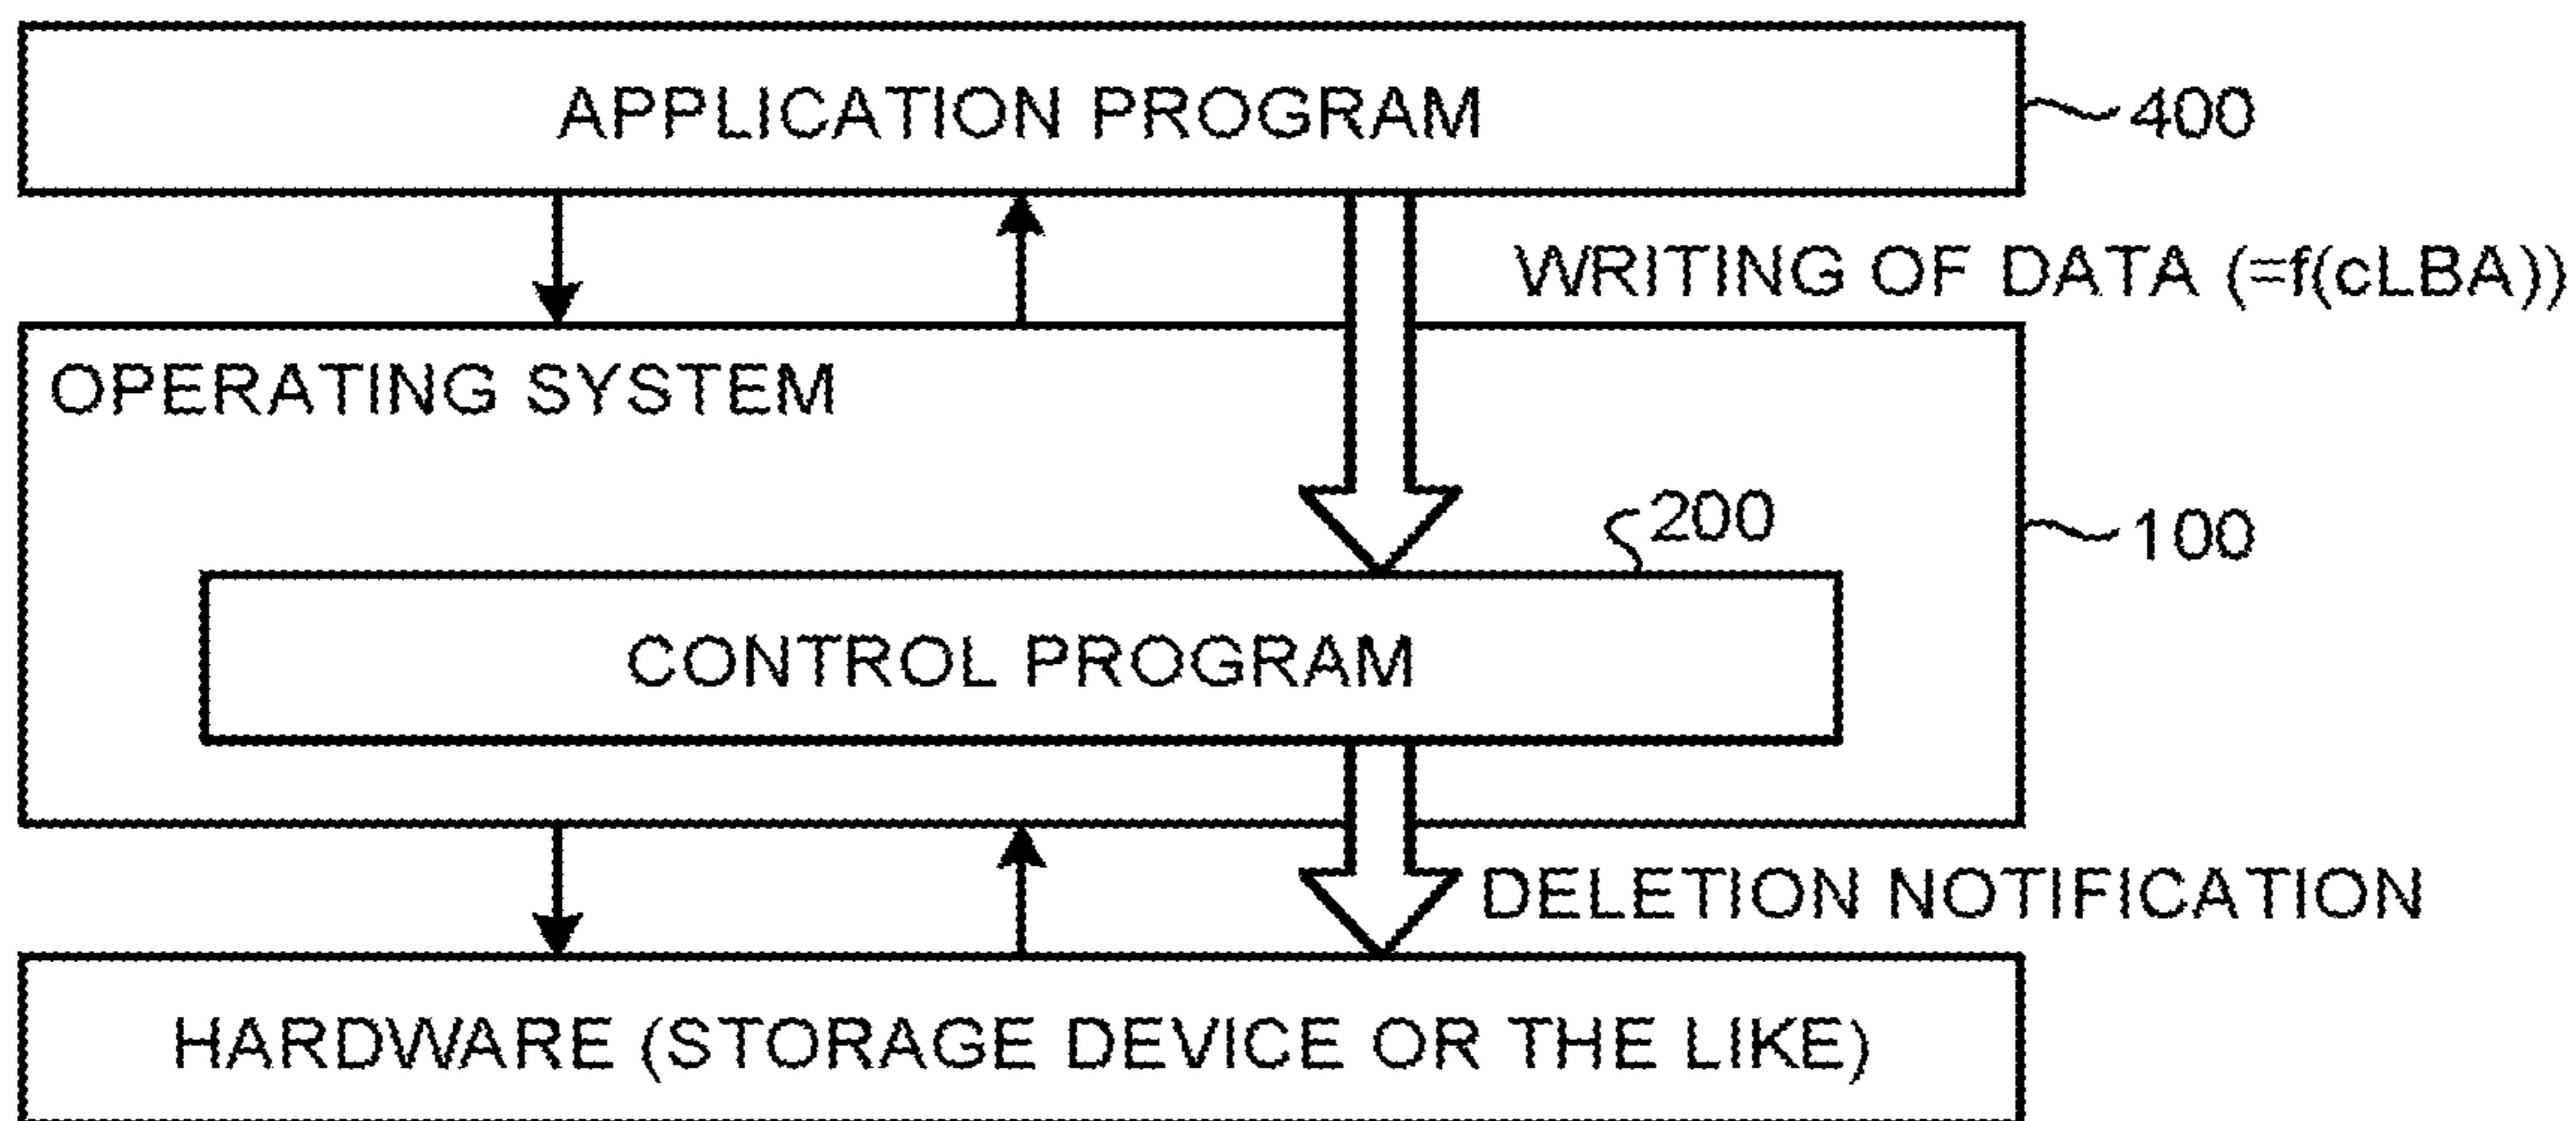 APPLICATION PROGRAM
400
WRITING OF DATA (=f(cLBA))
OPERATING SYSTEM
200
100
CONTROL PROGRAM
DELETION NOTIFICATION
HARDWARE (STORAGE DEVICE OR THE LIKE)